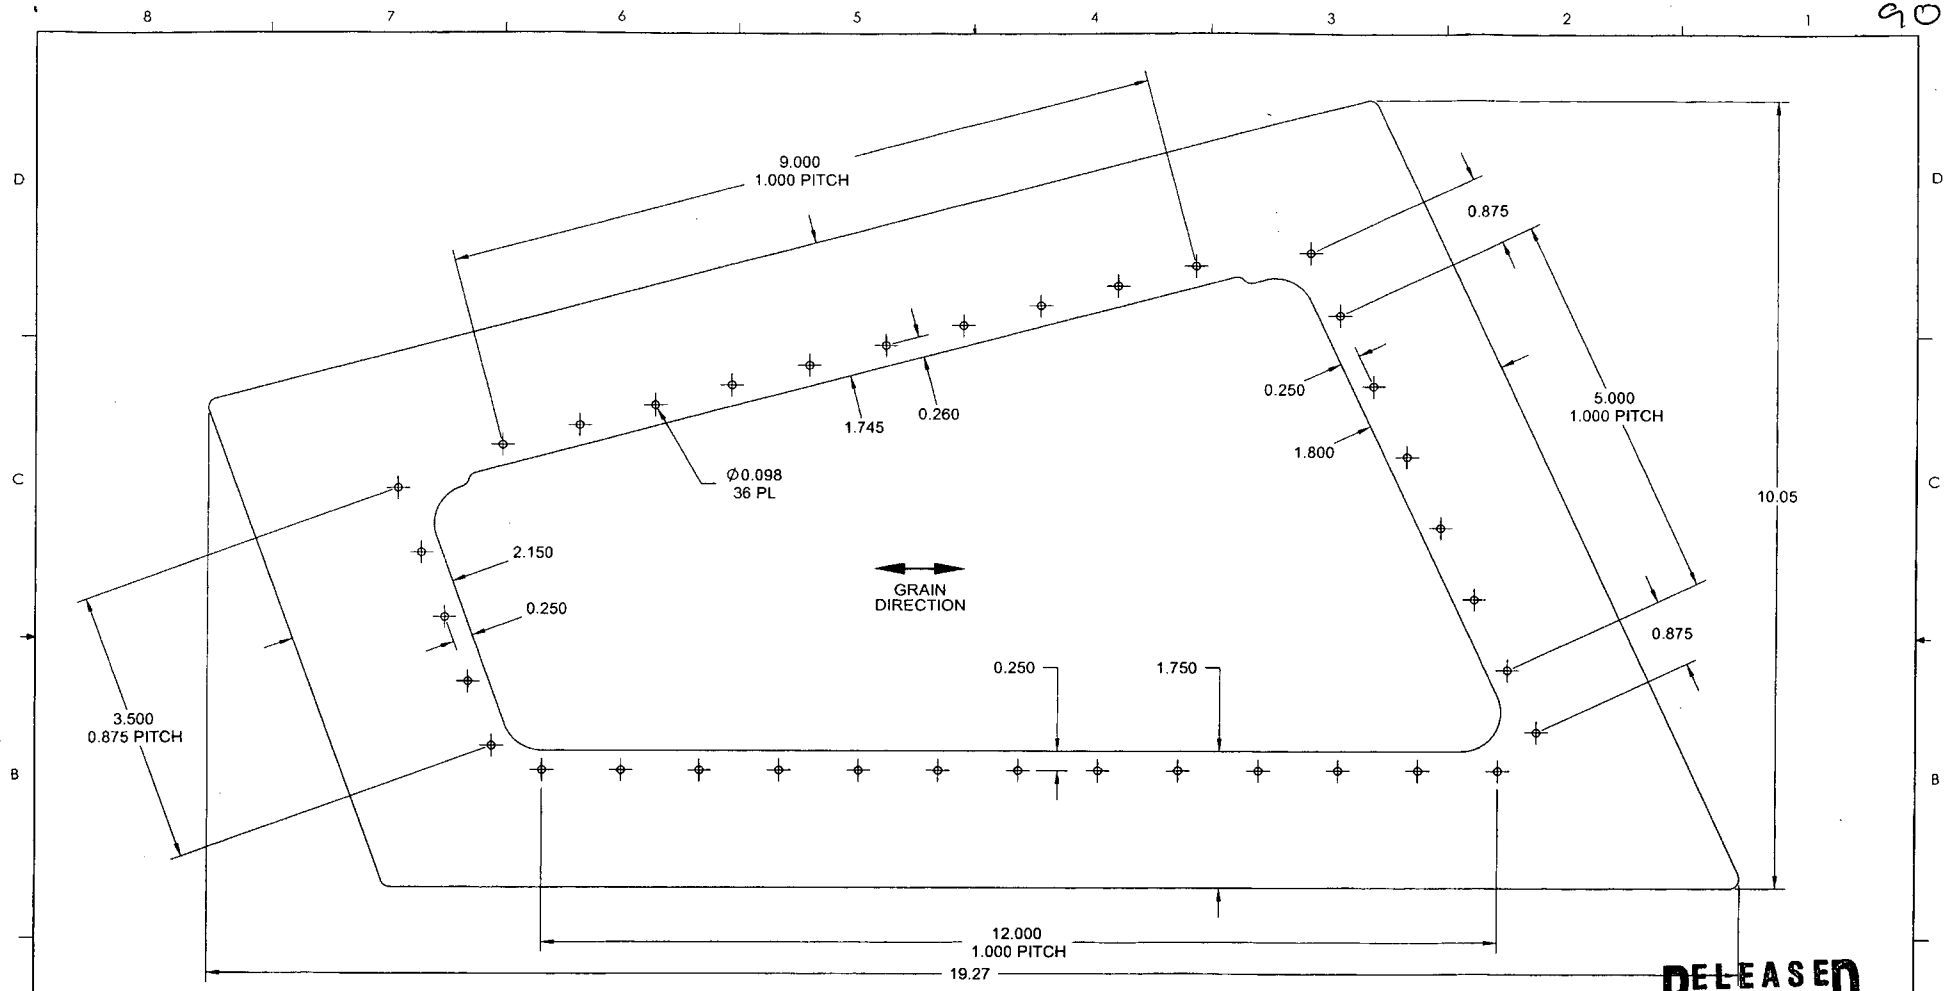 8 7 6 5 4 3 2 1
90
9.000
1.000 PITCH
D
D
0.875
0.250
5.000
1.000 PITCH
1.745
0.260
1.800
Ø0.098
36 PL
C
C
10.05
2.150
GRAIN
DIRECTION
0.250
0.875
0.250
1.750
3.500
0.875 PITCH
B
B
12.000
1.000 PITCH
19.27
RELEASED